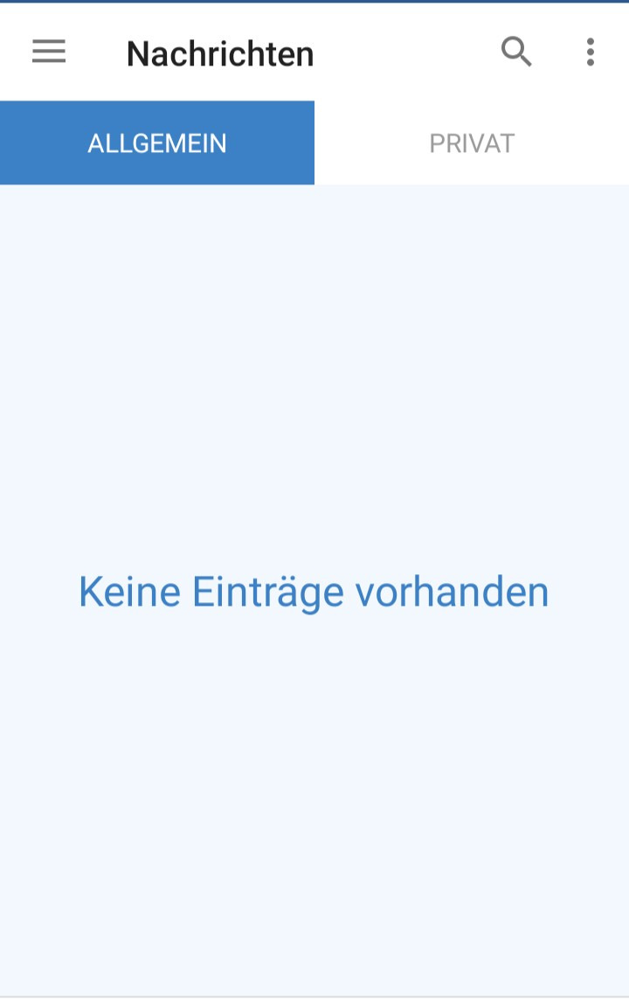 Nachrichten
ALLGEMEIN PRIVAT
Keine Einträge vorhanden